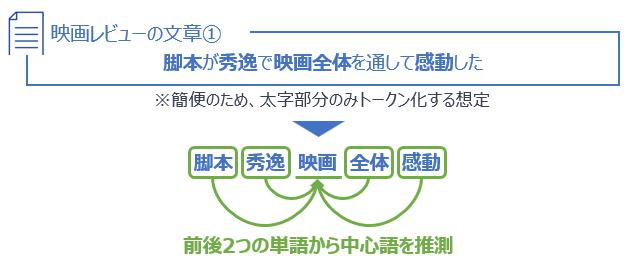 映画レビューの文章①
脚本が秀逸で映画全体を通して感動した
※簡便のため、太字部分のみトークン化する想定
脚本 秀逸 映画 全体 感動
前後2つの単語から中心語を推測